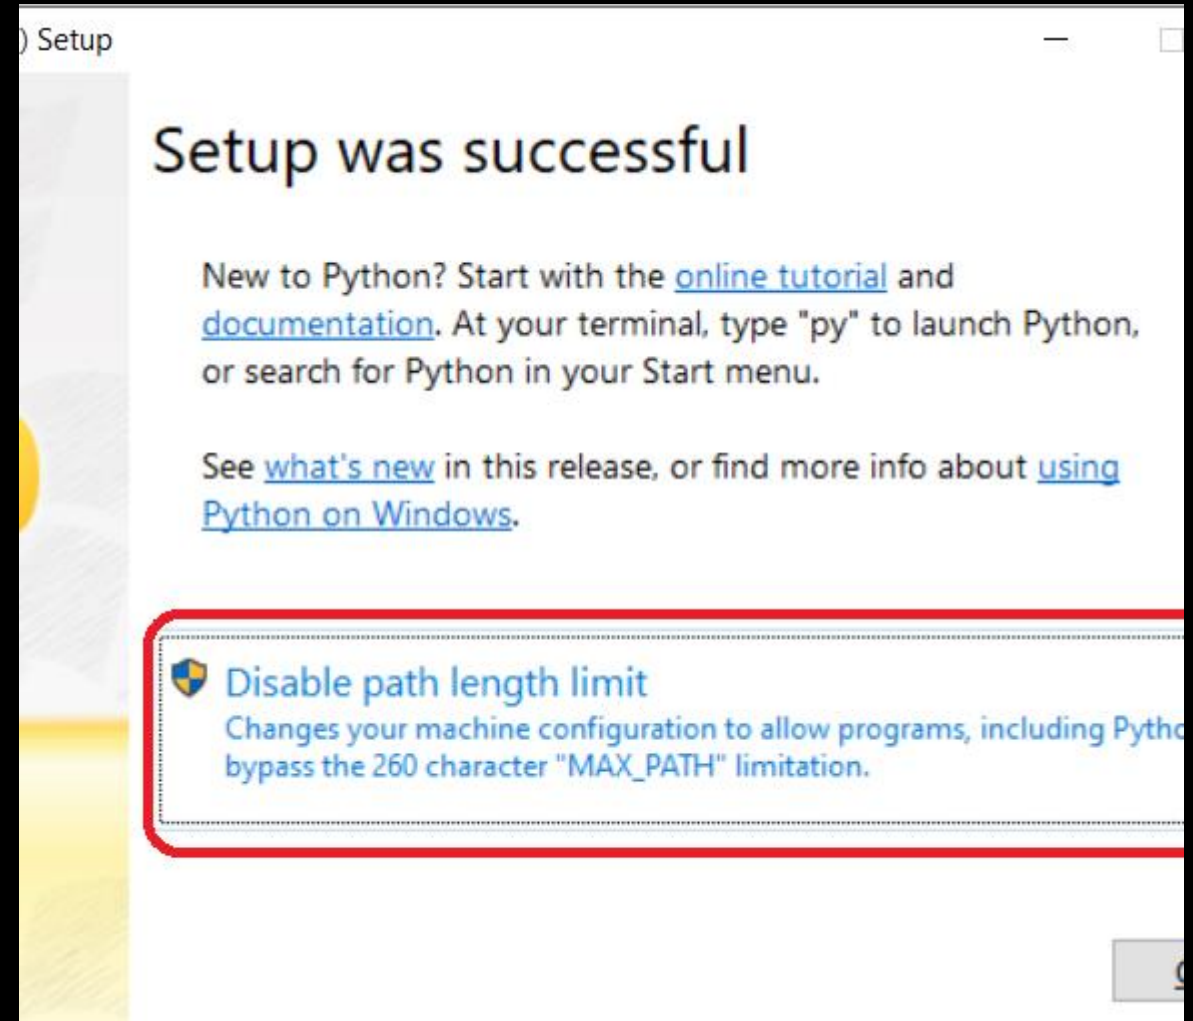 ) Setup
Setup was successful
New to Python? Start with the online tutorial and
documentation. At your terminal, type "py" to launch Python,
or search for Python in your Start menu.
See what's new in this release, or find more info about using
Python on Windows.
Disable path length limit
Changes your machine configuration to allow programs, including
bypass the 260 character "MAX_PATH" limitation.